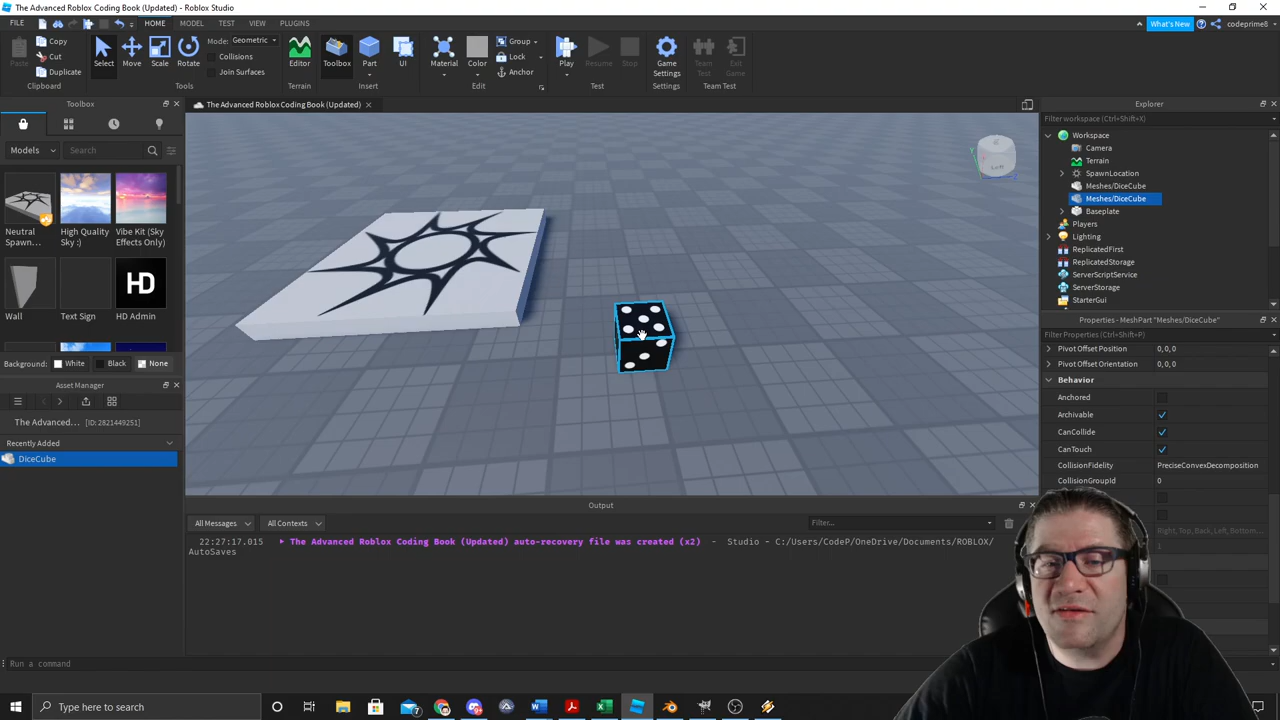 The Advanced Roblox Coding Book (Updated) - Roblox Studio
FILE HOME MODEL TEST VIEW PLUGINS What's New codeprime8
Paste Copy Cut Duplicate Clipboard
Select Move Scale Rotate Mode: Geometric Collisions Join Surfaces Tools
Editor Terrain
Toolbox Part UI Insert
Material Color Group Lock Anchor Edit
Play Resume Stop Test
Game Settings Settings
Team Test Exit Game Team Test
Toolbox
The Advanced Roblox Coding Book (Updated)
Explorer
Models Search
Filter workspace (Ctrl+Shift+X)
Workspace
Camera
Terrain
SpawnLocation
Meshes/DiceCube
Meshes/DiceCube
Baseplate
Players
Lighting
ReplicatedFirst
ReplicatedStorage
ServerScriptService
ServerStorage
StarterGui
Neutral Spawn...
High Quality Sky :)
Vibe Kit (Sky Effects Only)
HD
Wall
Text Sign
HD Admin
Background: White Black None
Left
Properties - MeshPart "Meshes/DiceCube"
Filter Properties (Ctrl+Shift+P)
Pivot Offset Position 0, 0, 0
Pivot Offset Orientation 0, 0, 0
Behavior
Anchored
Archivable
CanCollide
CanTouch
CollisionFidelity PreciseConvexDecomposition
CollisionGroupId 0
Right, Top, Back, Left, Bottom...
1
Asset Manager
The Advanced... [ID: 2821449251]
Recently Added
DiceCube
Output
All Messages All Contexts Filter...
22:27:17.015 The Advanced Roblox Coding Book (Updated) auto-recovery file was created (x2) - Studio - C:/Users/CodeP/OneDrive/Documents/ROBLOX/
AutoSaves
Run a command
Type here to search
7